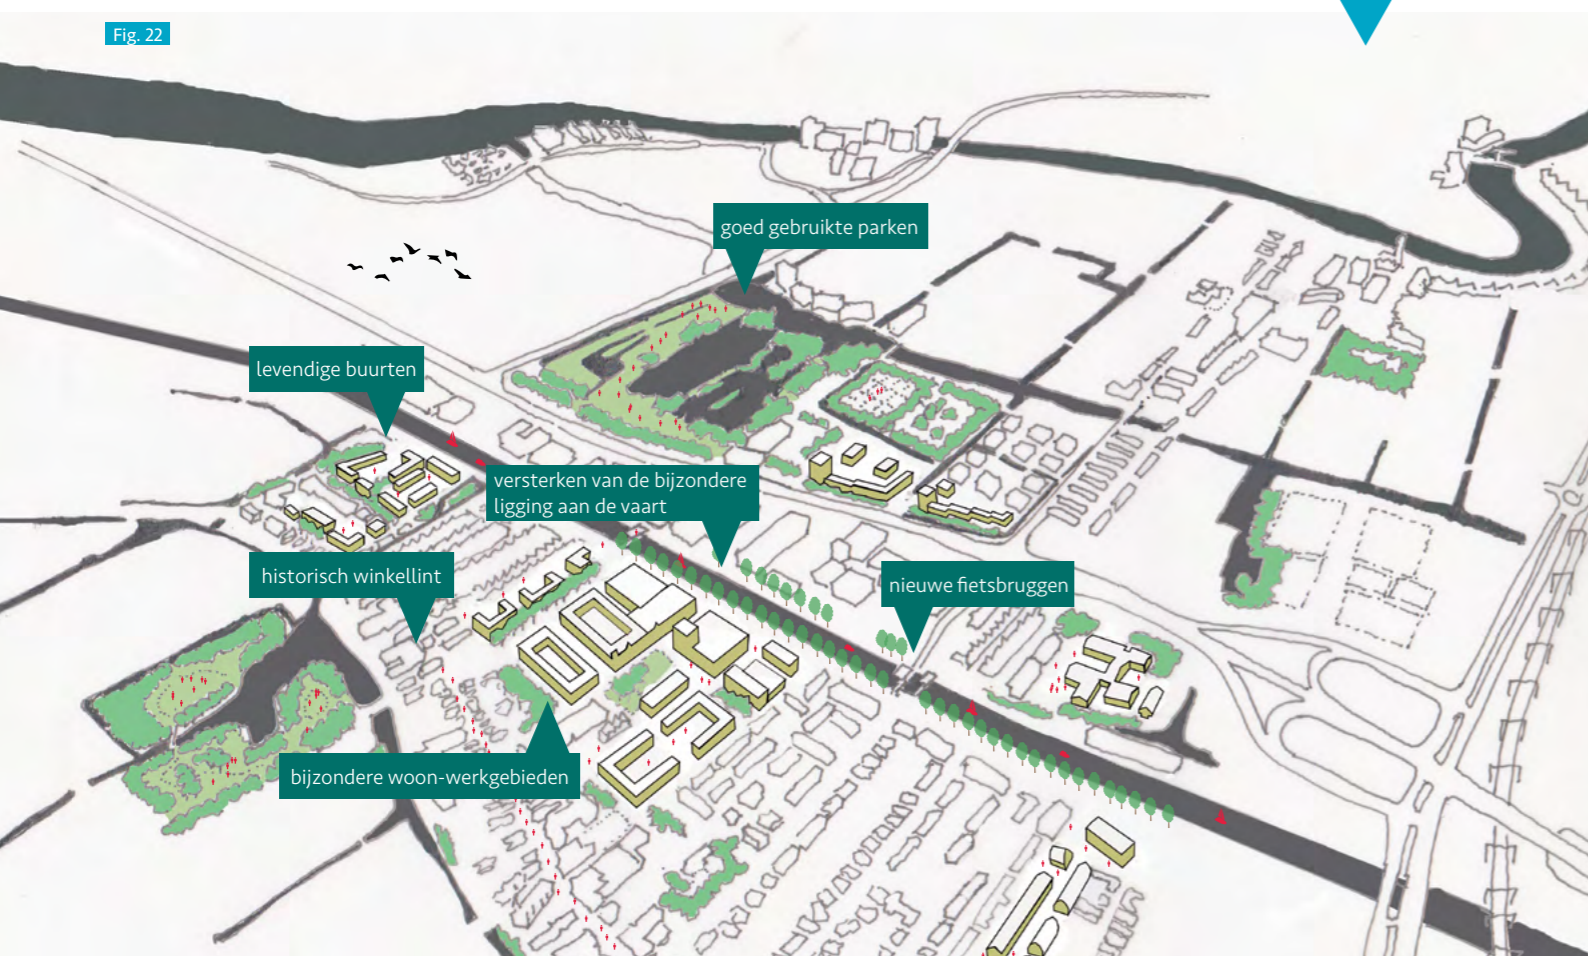 Fig. 22
goed gebruikte parken
levendige buurten
versterken van de bijzondere
ligging aan de vaart
historisch winkellint
nieuwe fietsbruggen
bijzondere woon-werkgebieden